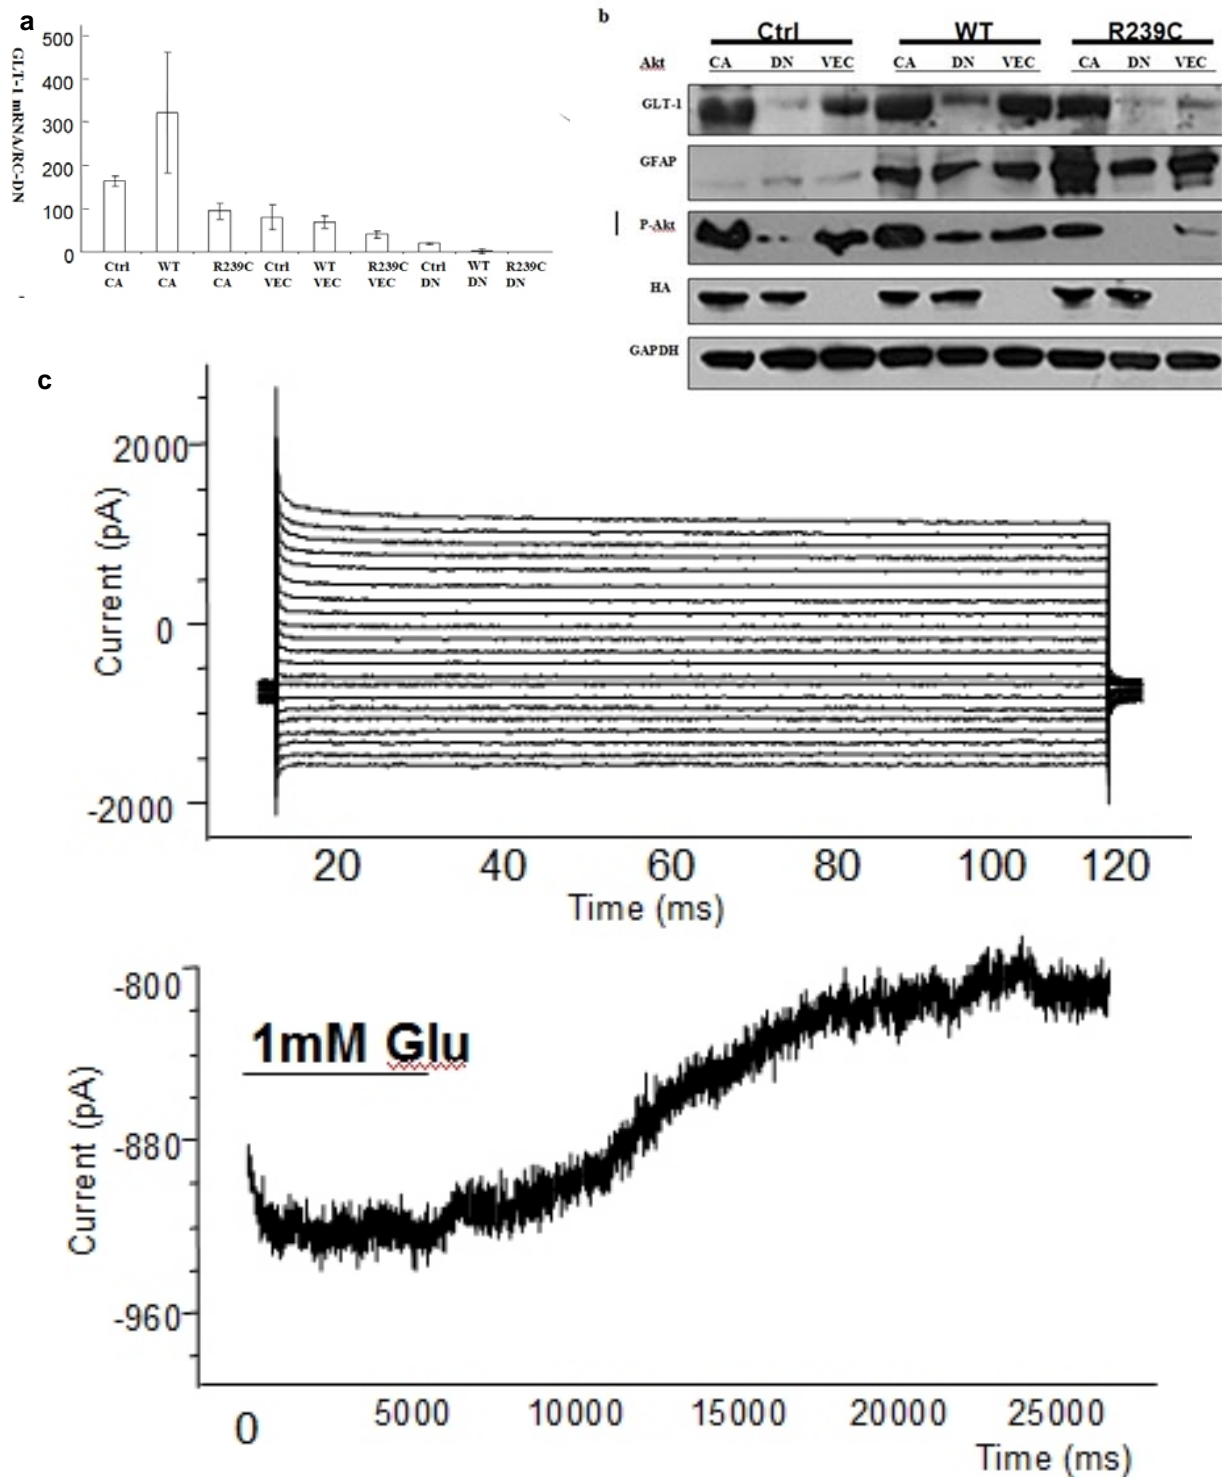 a
GLT-1 mRNA/RC-DN
500
400
300
200
100
0
Ctrl WT R239C Ctrl WT R239C Ctrl WT R239C
CA CA CA VEC VEC VEC DN DN DN
b
Ctrl WT R239C
Akt CA DN VEC CA DN VEC CA DN VEC
GLT-1
GFAP
P-Akt
HA
GAPDH
c
Current (pA)
2000
0
-2000
20 40 60 80 100 120
Time (ms)
Current (pA)
-800
1mM Glu
-880
-960
0 5000 10000 15000 20000 25000
Time (ms)